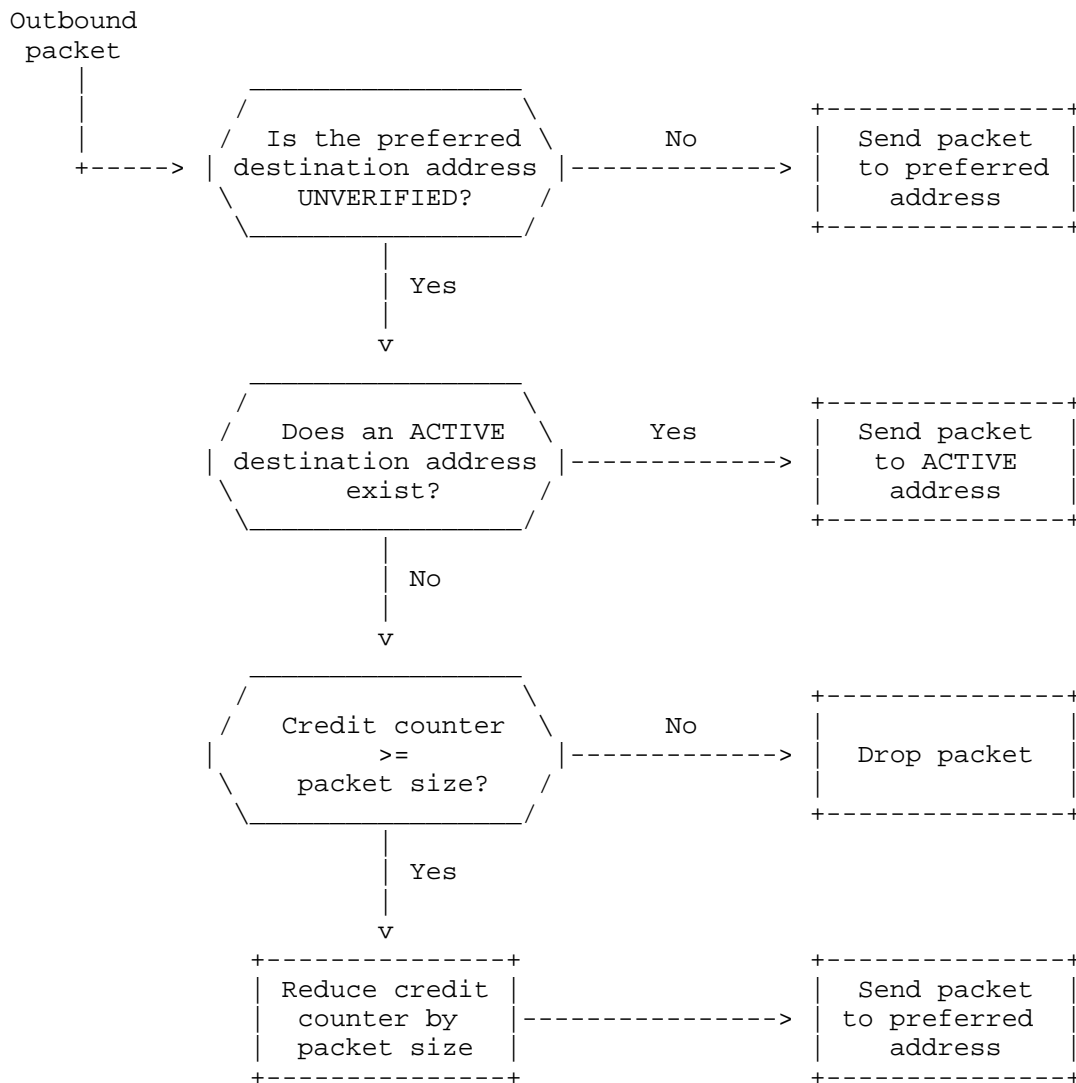 Outbound
packet
Is the preferred
destination address
UNVERIFIED?
No
Send packet
to preferred
address
Yes
Does an ACTIVE
destination address
exist?
Yes
Send packet
to ACTIVE
address
No
Credit counter
>=
packet size?
No
Drop packet
Yes
Reduce credit
counter by
packet size
Send packet
to preferred
address